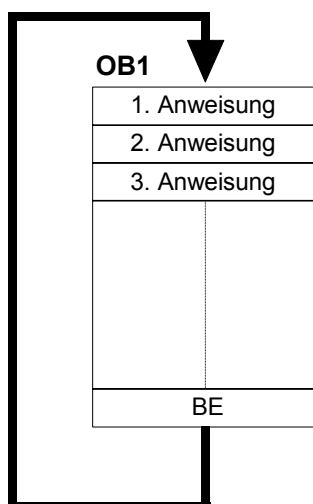 OB1
1. Anweisung
2. Anweisung
3. Anweisung
BE